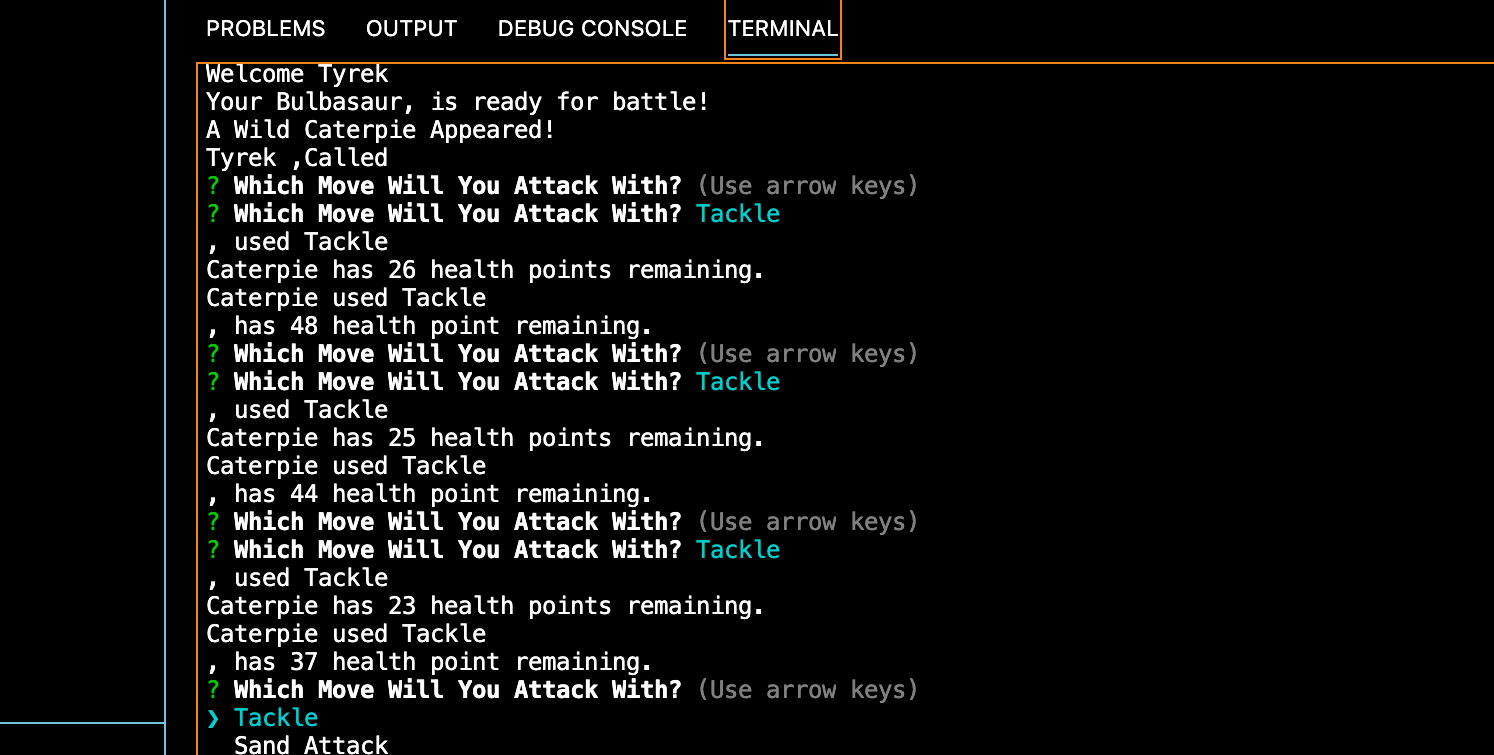 PROBLEMS OUTPUT DEBUG CONSOLE TERMINAL
Welcome Tyrek
Your Bulbasaur, is ready for battle!
A Wild Caterpie Appeared!
Tyrek ,Called
? Which Move Will You Attack With? (Use arrow keys)
? Which Move Will You Attack With? Tackle
, used Tackle
Caterpie has 26 health points remaining.
Caterpie used Tackle
, has 48 health point remaining.
? Which Move Will You Attack With? (Use arrow keys)
? Which Move Will You Attack With? Tackle
, used Tackle
Caterpie has 25 health points remaining.
Caterpie used Tackle
, has 44 health point remaining.
? Which Move Will You Attack With? (Use arrow keys)
? Which Move Will You Attack With? Tackle
, used Tackle
Caterpie has 23 health points remaining.
Caterpie used Tackle
, has 37 health point remaining.
? Which Move Will You Attack With? (Use arrow keys)
❯ Tackle
Sand Attack